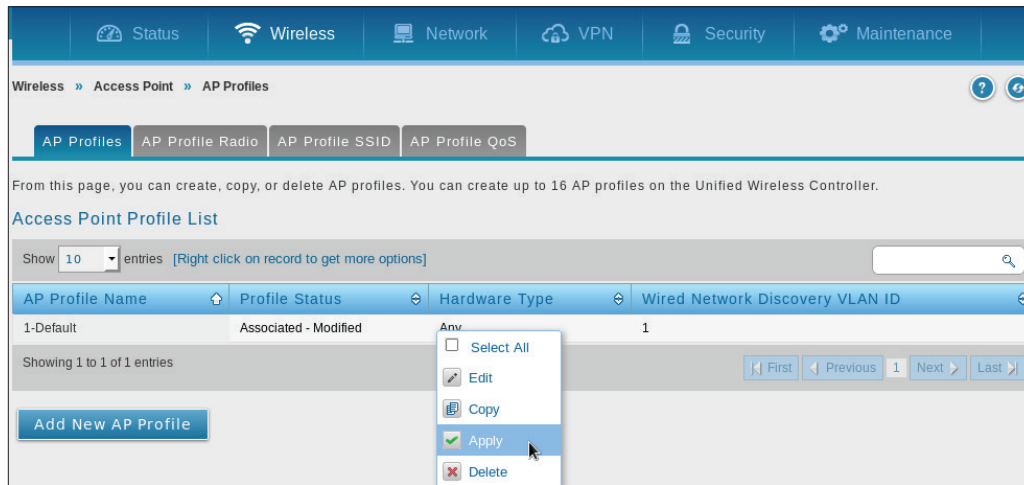 Status Wireless Network VPN Security Maintenance
Wireless » Access Point » AP Profiles
AP Profiles AP Profile Radio AP Profile SSID AP Profile QoS
From this page, you can create, copy, or delete AP profiles. You can create up to 16 AP profiles on the Unified Wireless Controller.
Access Point Profile List
Show 10 entries [Right click on record to get more options]
AP Profile Name Profile Status Hardware Type Wired Network Discovery VLAN ID
1-Default Associated - Modified Any 1
Showing 1 to 1 of 1 entries First Previous 1 Next Last
Select All
Edit
Copy
Apply
Delete
Add New AP Profile